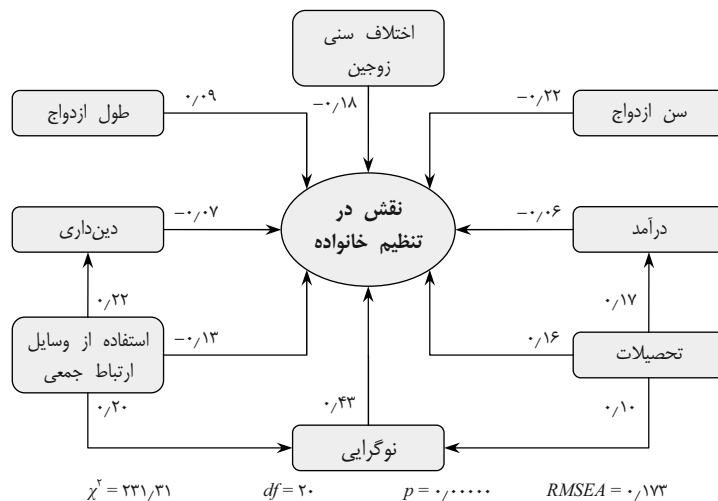 اختلاف سنی
زوجین
۰/۰۹
−۰/۱۸
−۰/۲۲
طول ازدواج
سن ازدواج
نقش در
تنظیم خانواده
−۰/۰۷
−۰/۰۶
دین‌داری
درآمد
۰/۲۲
۰/۱۷
استفاده از وسایل
ارتباط جمعی
−۰/۱۳
۰/۱۶
تحصیلات
۰/۲۰
۰/۴۳
۰/۱۰
نوگرایی
χ² = ۲۳۱/۳۱ df = ۲۰ p = ۰/۰۰۰۰۰ RMSEA = ۰/۱۷۳